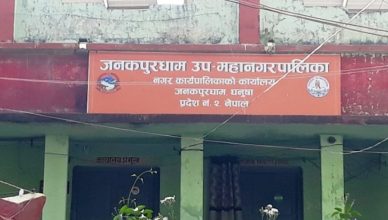 जनकपुरधाम उप-महानगरपालिका
नगर कार्यपालिकाको कार्यालय
जनकपुरधाम धनुषा
प्रदेश नं. २ नेपाल